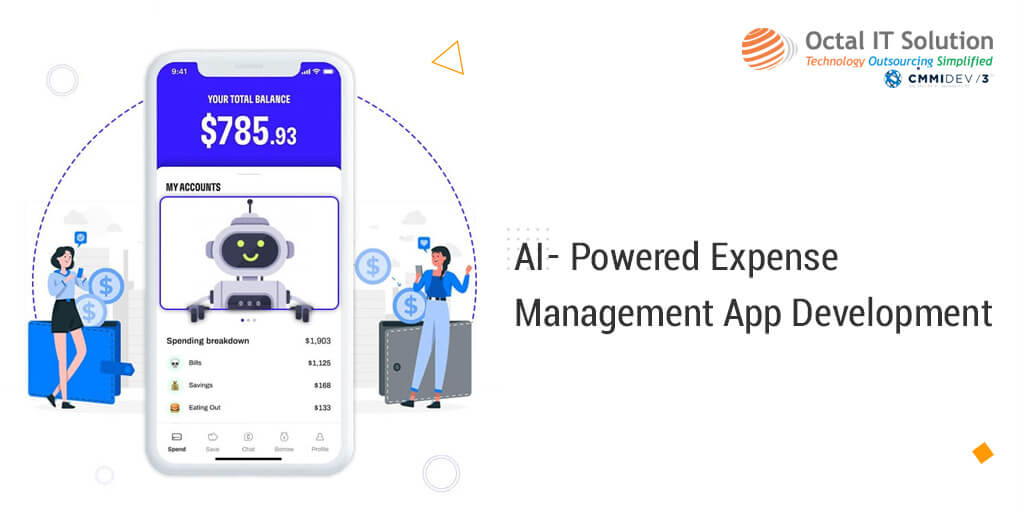 Octal IT Solution
Technology Outsourcing Simplified
CMMIDEV/3
9:41
YOUR TOTAL BALANCE
$785.93
MY ACCOUNTS
Spending breakdown $1,903
Bills $1,125
Savings $168
Eating Out $133
Spend Save Chat Borrow Profile
AI- Powered Expense
Management App Development